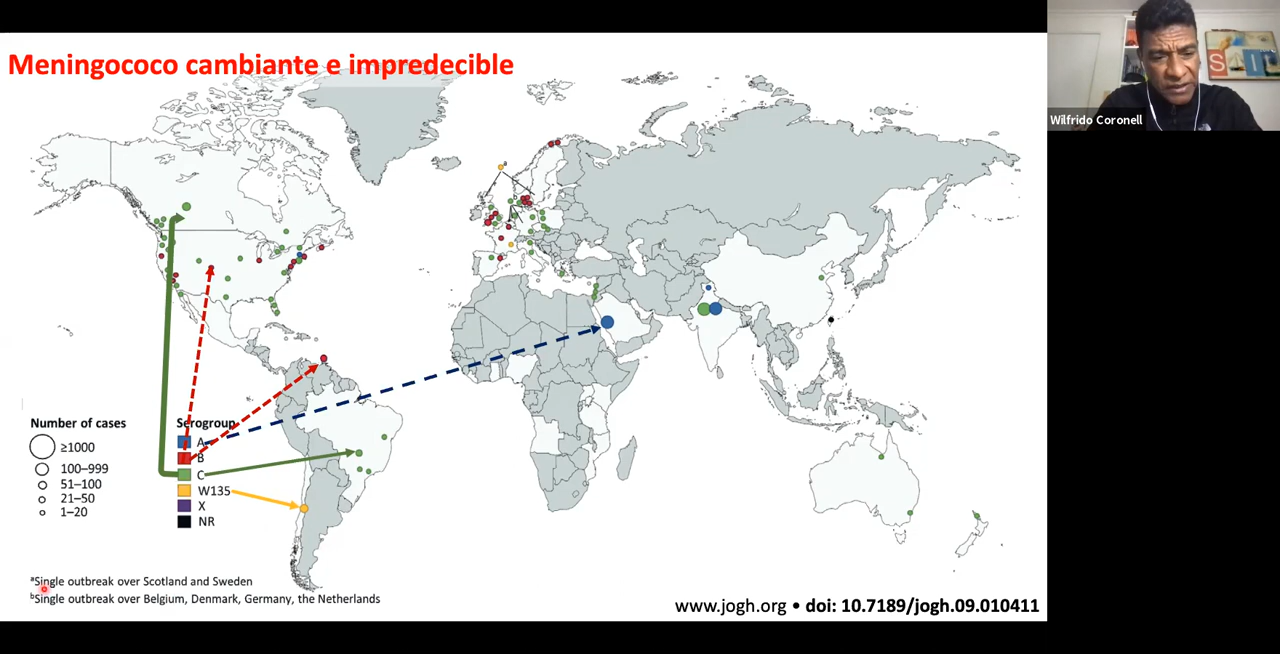 Meningococo cambiante e impredecible
Wilfrido Coronell
a
b
Number of cases
≥1000
100–999
51–100
21–50
1–20
Serogroup
A
B
C
W135
X
NR
aSingle outbreak over Scotland and Sweden
bSingle outbreak over Belgium, Denmark, Germany, the Netherlands
www.jogh.org • doi: 10.7189/jogh.09.010411